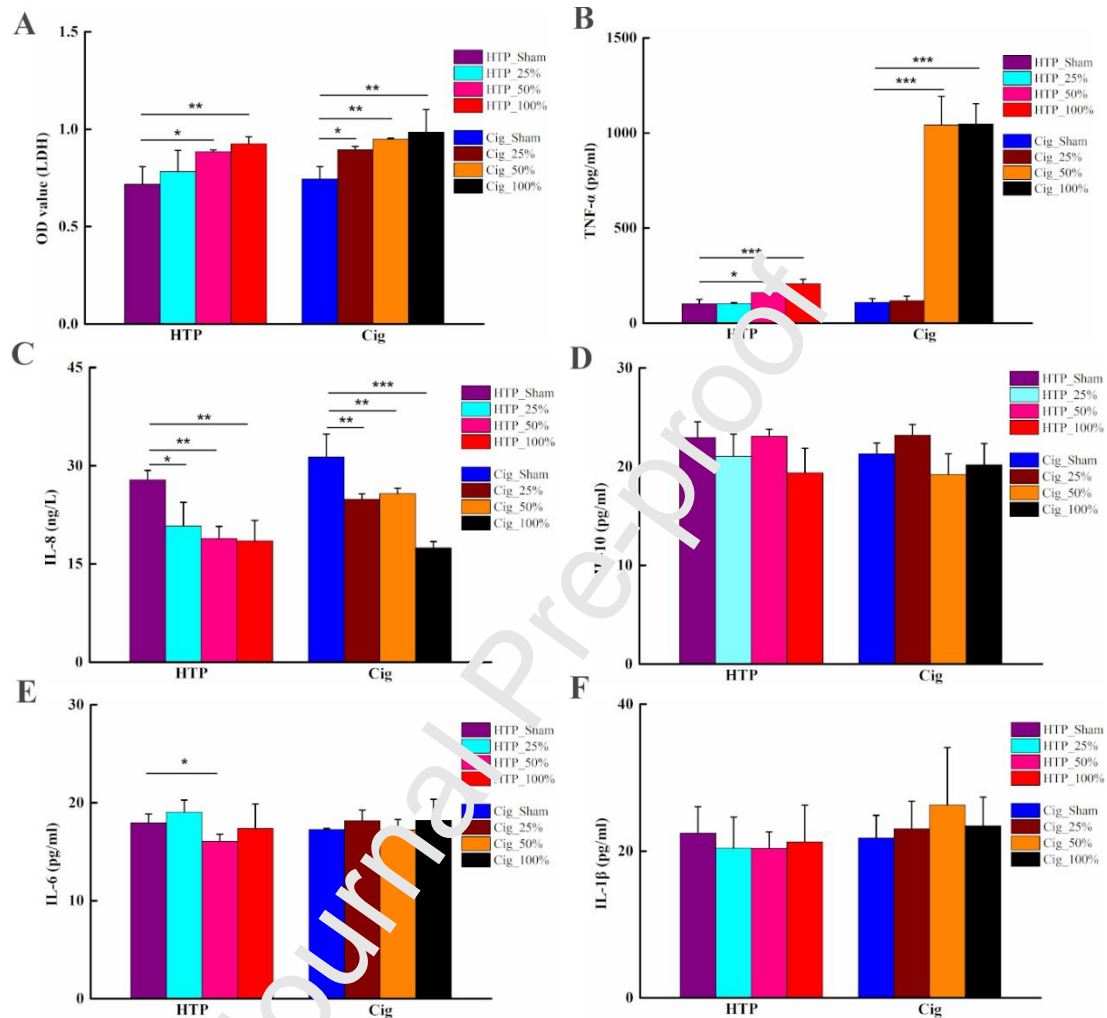 A
1.5
1.0
0.5
0.0
OD value (LDH)
**
*
**
**
*
HTP_Sham
HTP_25%
HTP_50%
HTP_100%
Cig_Sham
Cig_25%
Cig_50%
Cig_100%
HTP
Cig
B
1500
1000
500
0
TNF-α (pg/ml)
***
*
***
***
HTP_Sham
HTP_25%
HTP_50%
HTP_100%
Cig_Sham
Cig_25%
Cig_50%
Cig_100%
HTP
Cig
C
45
30
15
0
IL-8 (ng/L)
**
**
*
***
**
**
HTP_Sham
HTP_25%
HTP_50%
HTP_100%
Cig_Sham
Cig_25%
Cig_50%
Cig_100%
HTP
Cig
D
30
20
10
0
10 (pg/ml)
HTP_Sham
HTP_25%
HTP_50%
HTP_100%
Cig_Sham
Cig_25%
Cig_50%
Cig_100%
HTP
Cig
E
30
20
10
0
IL-6 (pg/ml)
*
HTP_Sham
HTP_25%
HTP_50%
HTP_100%
Cig_Sham
Cig_25%
Cig_50%
Cig_100%
HTP
Cig
F
40
20
0
IL-1β (pg/ml)
HTP_Sham
HTP_25%
HTP_50%
HTP_100%
Cig_Sham
Cig_25%
Cig_50%
Cig_100%
HTP
Cig
Journal Pre-proof